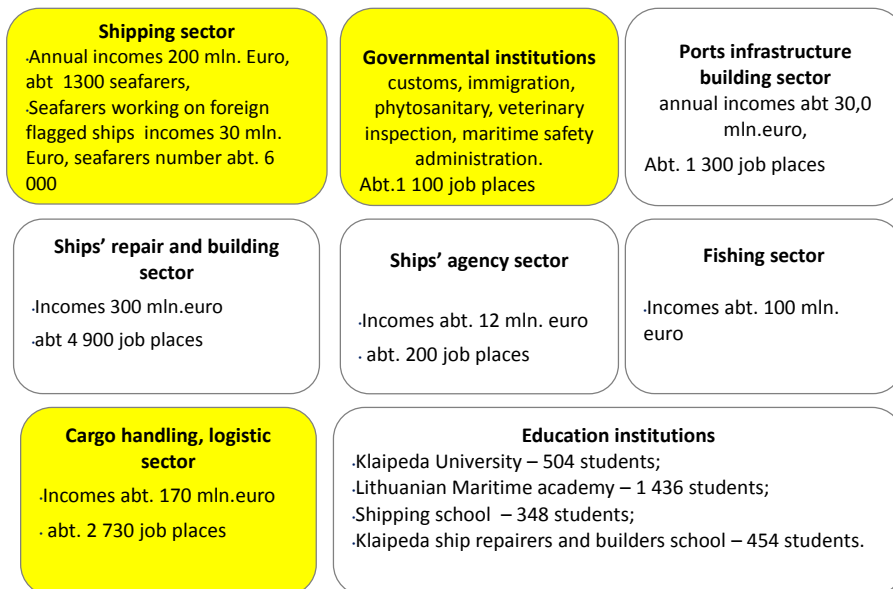 Shipping sector
·Annual incomes 200 mln. Euro,
abt  1300 seafarers,
·Seafarers working on foreign
flagged ships  incomes 30 mln.
Euro, seafarers number abt. 6
000
Governmental institutions
customs, immigration,
phytosanitary, veterinary
inspection, maritime safety
administration.
Abt.1 100 job places
Ports infrastructure
building sector
annual incomes abt 30,0
mln.euro,
Abt. 1 300 job places
Ships’ repair and building
sector
·Incomes 300 mln.euro
·abt 4 900 job places
Ships’ agency sector
·Incomes abt. 12 mln. euro
· abt. 200 job places
Fishing sector
·Incomes abt. 100 mln.
euro
Cargo handling, logistic
sector
·Incomes abt. 170 mln.euro
· abt. 2 730 job places
Education institutions
·Klaipeda University – 504 students;
·Lithuanian Maritime academy – 1 436 students;
·Shipping school  – 348 students;
·Klaipeda ship repairers and builders school – 454 students.